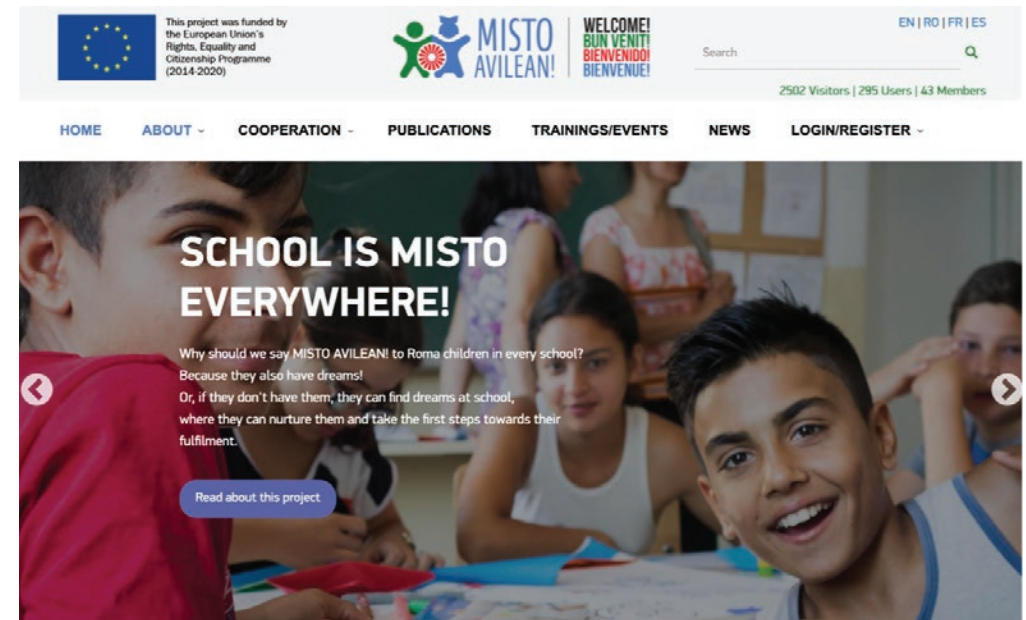 This project was funded by
the European Union's
Rights, Equality and
Citizenship Programme
(2014-2020)
MISTO
AVILEAN!
WELCOME!
BUN VENIT!
BIENVENIDO!
BIENVENUE!
EN | RO | FR | ES
Search
2502 Visitors | 295 Users | 43 Members
HOME ABOUT COOPERATION PUBLICATIONS TRAININGS/EVENTS NEWS LOGIN/REGISTER
SCHOOL IS MISTO
EVERYWHERE!
Why should we say MISTO AVILEAN! to Roma children in every school?
Because they also have dreams!
Or, if they don't have them, they can find dreams at school,
where they can nurture them and take the first steps towards their
fulfilment.
Read about this project